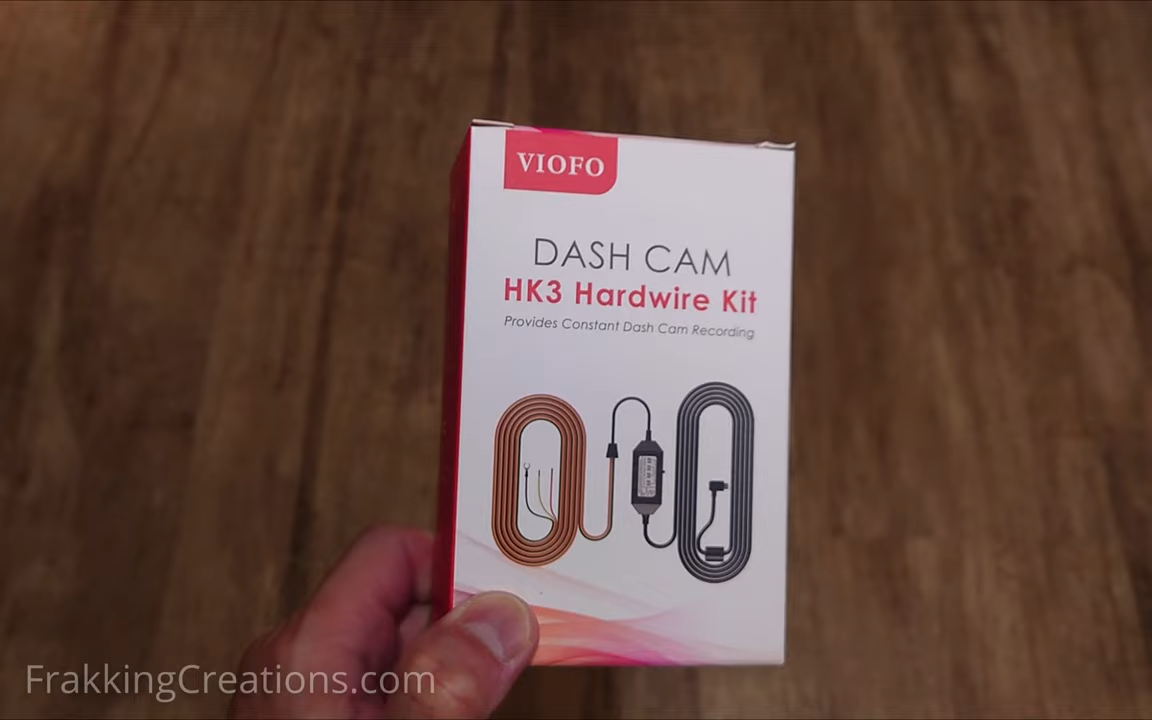 VIOFO
DASH CAM
HK3 Hardwire Kit
Provides Constant Dash Cam Recording
FrakkingCreations.com